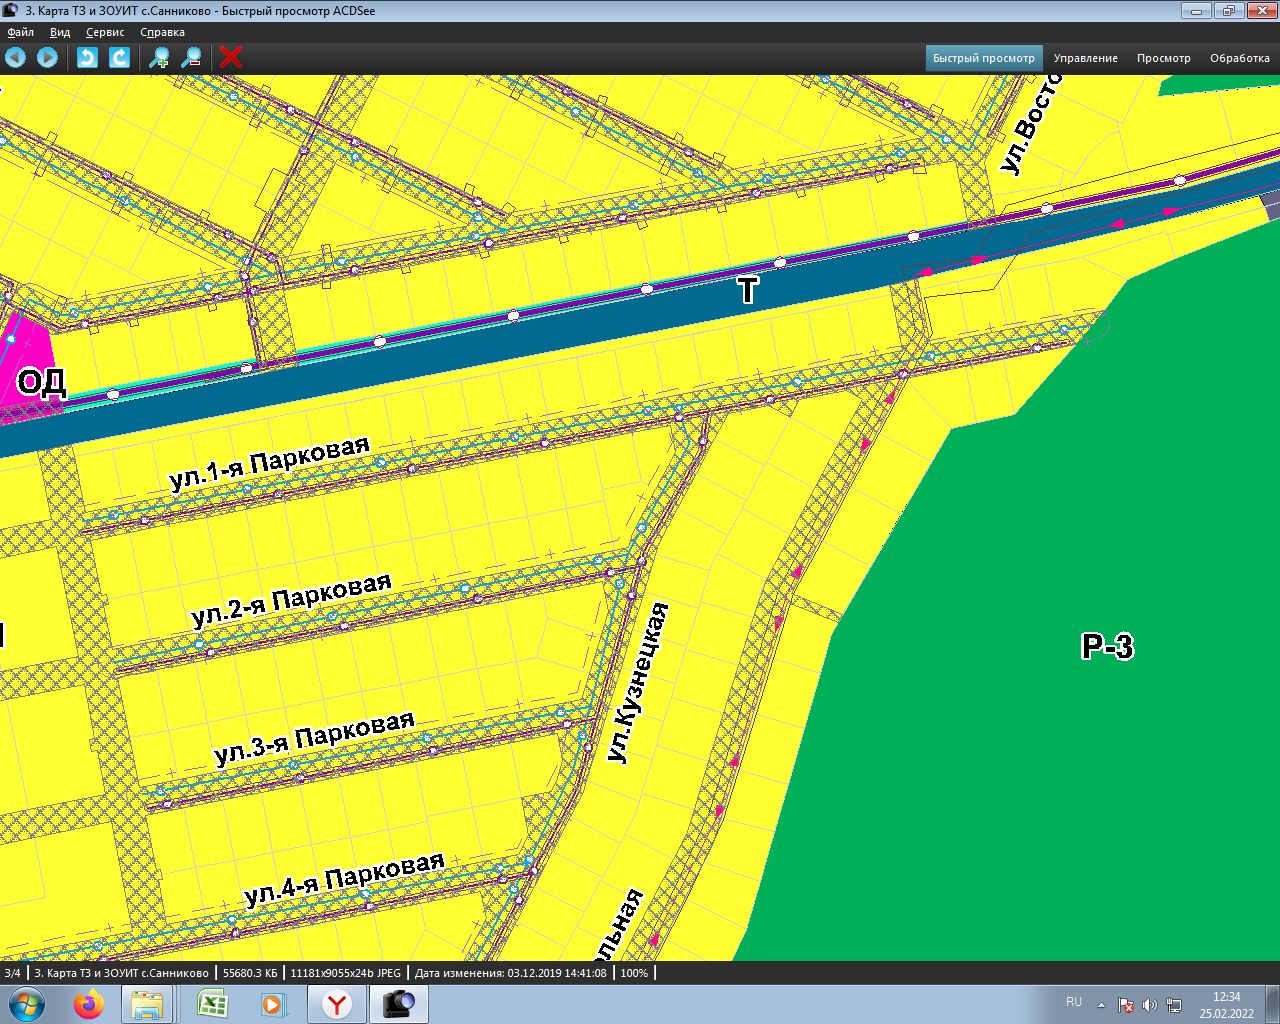 3. Карта ТЗ и ЗОУИТ с.Санниково - Быстрый просмотр ACDSee
Файл Вид Сервис Справка
Быстрый просмотр Управление Просмотр Обработка
ул.Восто
Т
ОД
ул.1-я Парковая
ул.2-я Парковая
ул.Кузнецкая
Р-3
ул.3-я Парковая
ул.4-я Парковая
ольная
3/4 3. Карта ТЗ и ЗОУИТ с.Санниково 55680.3 КБ 11181x9055x24b JPEG Дата изменения: 03.12.2019 14:41:08 100%
RU
12:34
25.02.2022